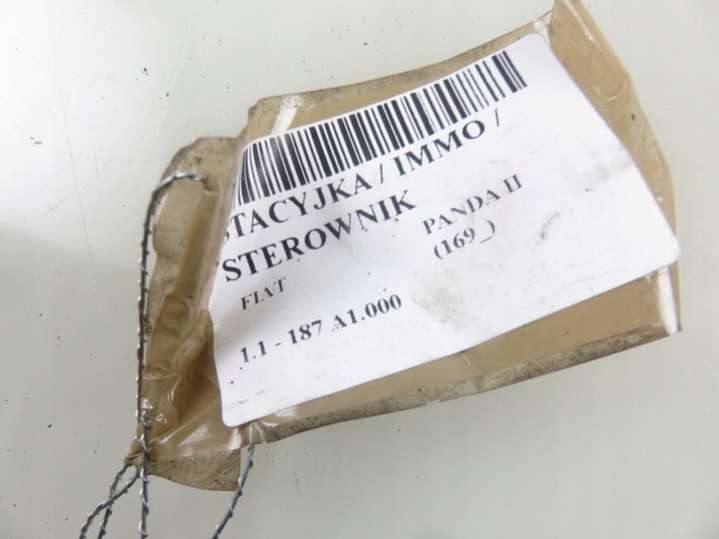 STACYJKA / IMMO /
STEROWNIK
FIAT PANDA II
(169_)
1.1 - 187 A1.000